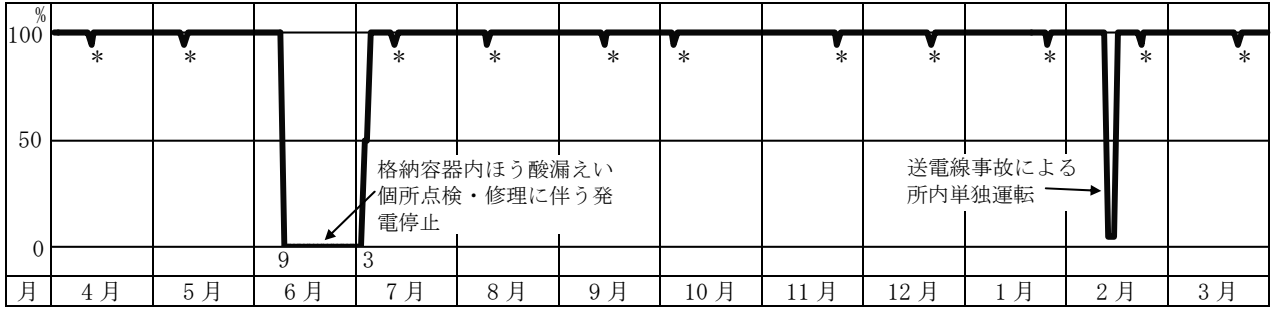 %
100
* * * * * * * * * * *
50
格納容器内ほう酸漏えい
個所点検・修理に伴う発
電停止
送電線事故による
所内単独運転
0
9 3
月 4月 5月 6月 7月 8月 9月 10月 11月 12月 1月 2月 3月